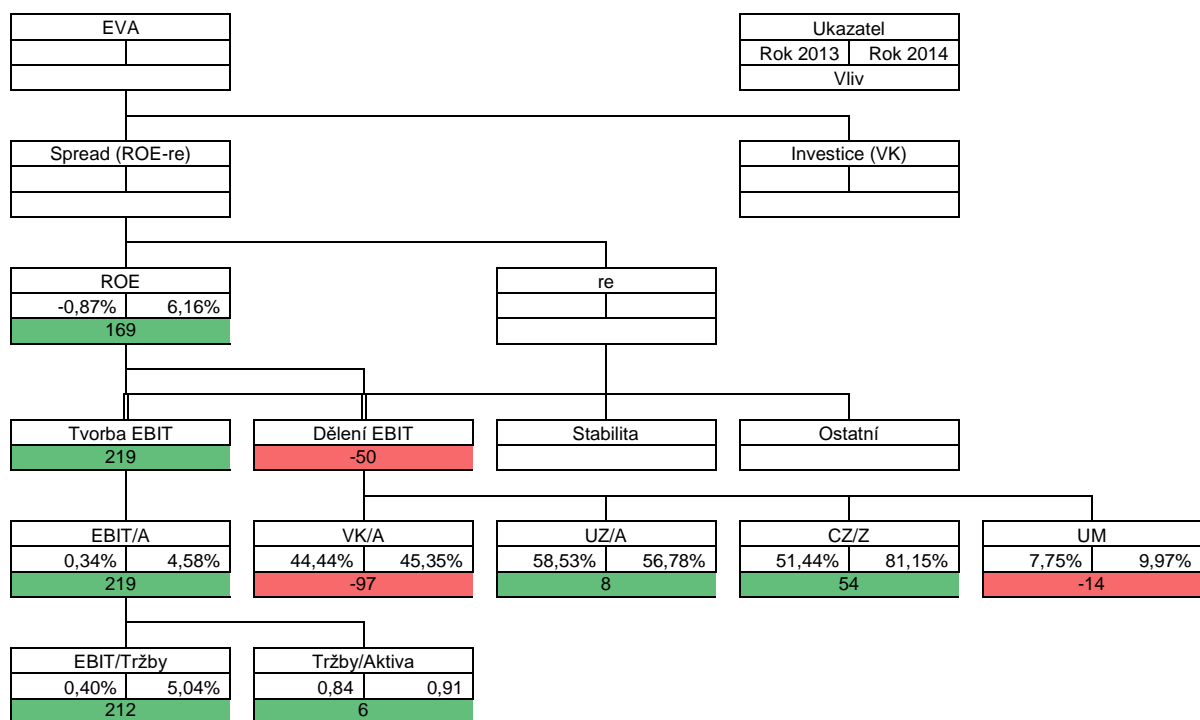 EVA
Ukazatel
Rok 2013 Rok 2014
Vliv
Spread (ROE-re)
Investice (VK)
ROE
-0,87% 6,16%
169
re
Tvorba EBIT
219
Dělení EBIT
-50
Stabilita
Ostatní
EBIT/A
0,34% 4,58%
219
VK/A
44,44% 45,35%
-97
UZ/A
58,53% 56,78%
8
CZ/Z
51,44% 81,15%
54
UM
7,75% 9,97%
-14
EBIT/Tržby
0,40% 5,04%
212
Tržby/Aktiva
0,84 0,91
6